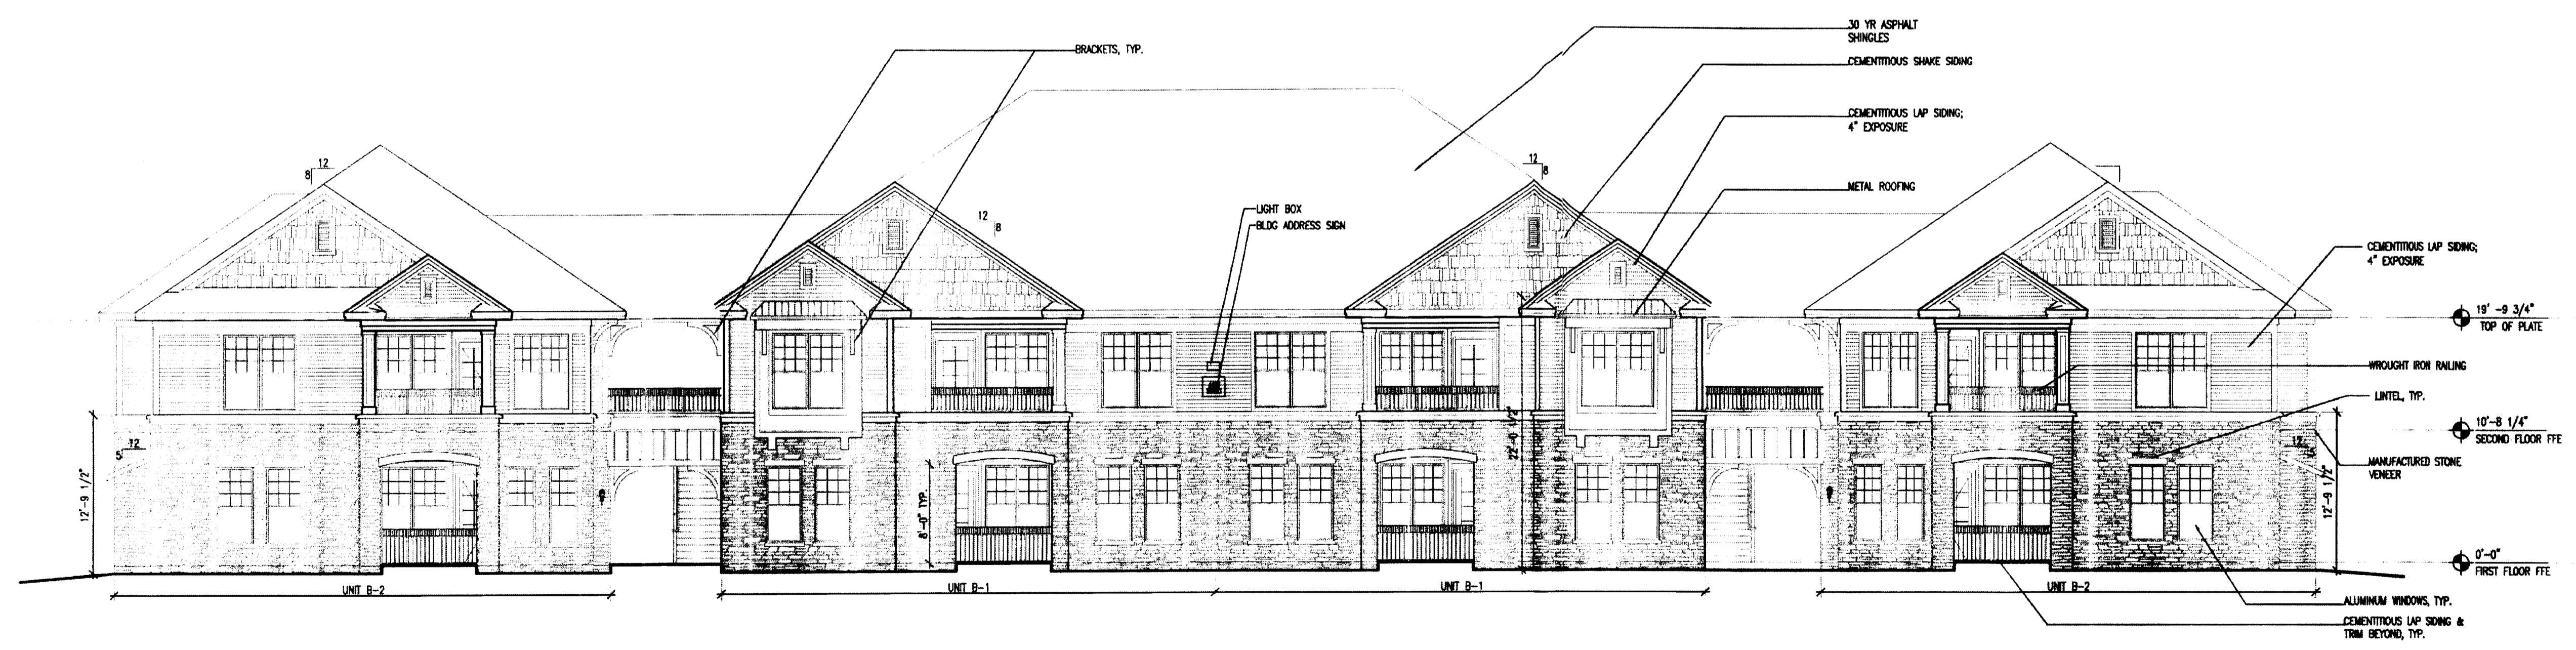 30 YR ASPHALT
SHINGLES
BRACKETS, TYP.
CEMENTITIOUS SHAKE SIDING
CEMENTITIOUS LAP SIDING;
4" EXPOSURE
12
8
12
8
METAL ROOFING
LIGHT BOX
12
8
BLDG ADDRESS SIGN
CEMENTITIOUS LAP SIDING;
4" EXPOSURE
19' -9 3/4"
TOP OF PLATE
WROUGHT IRON RAILING
LINTEL, TYP.
10'-8 1/4"
SECOND FLOOR FFE
12
5
12
22'-0 1/2"
MANUFACTURED STONE
VENEER
12'-9 1/2"
8'-0" TYP.
12'-9 1/2"
0'-0"
FIRST FLOOR FFE
UNIT B-2
UNIT B-1
UNIT B-1
UNIT B-2
ALUMINUM WINDOWS, TYP.
CEMENTITIOUS LAP SIDING &
TRIM BEYOND, TYP.